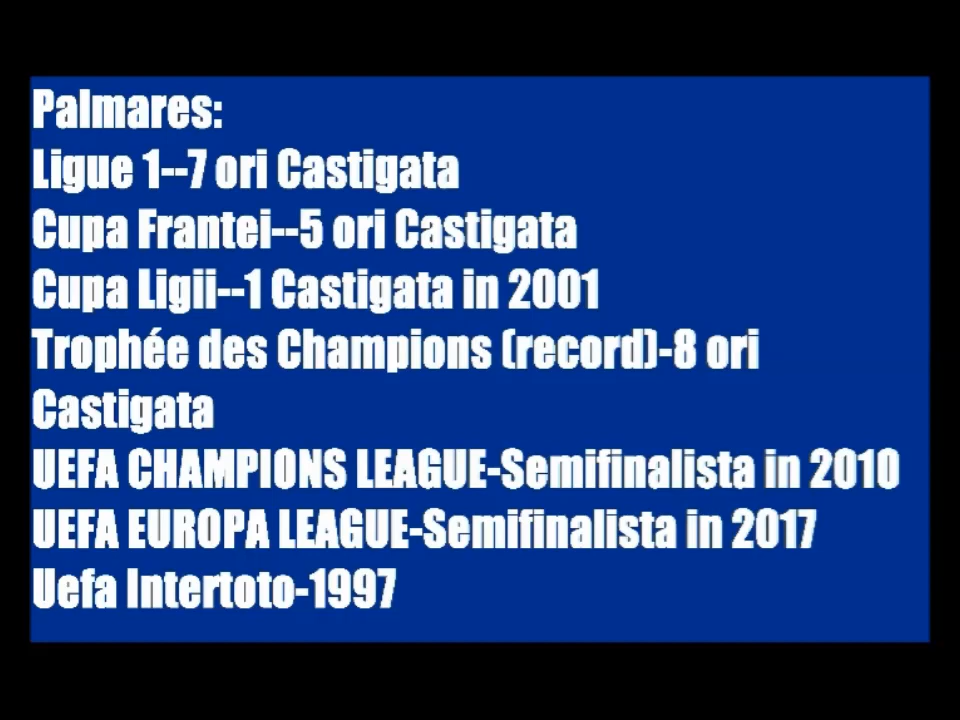 Palmares:
Ligue 1--7 ori Castigata
Cupa Frantei--5 ori Castigata
Cupa Ligii--1 Castigata in 2001
Trophée des Champions (record)-8 ori
Castigata
UEFA CHAMPIONS LEAGUE-Semifinalista in 2010
UEFA EUROPA LEAGUE-Semifinalista in 2017
Uefa Intertoto-1997